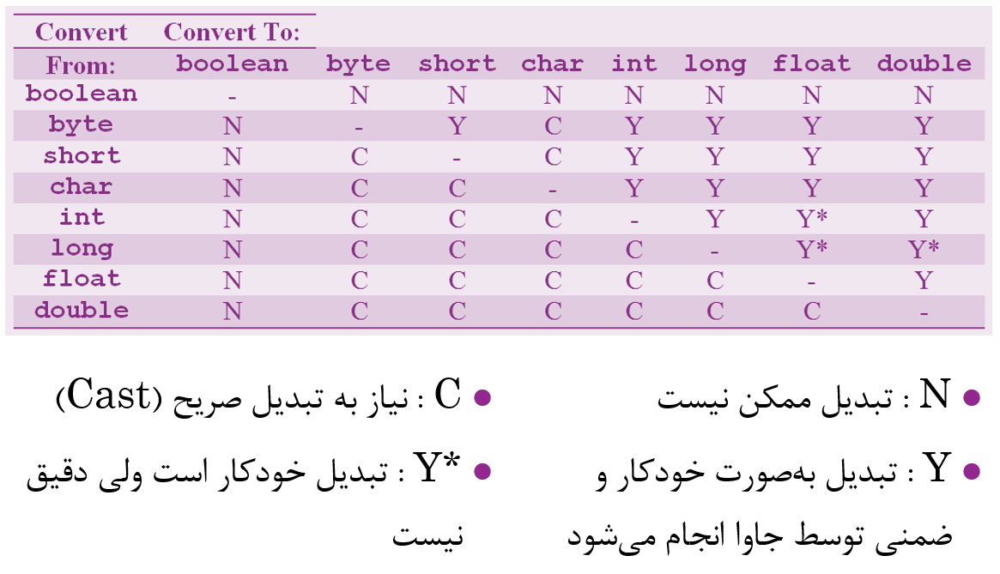 Convert Convert To:
From: boolean byte short char int long float double
boolean - N N N N N N N
byte N - Y C Y Y Y Y
short N C - C Y Y Y Y
char N C C - Y Y Y Y
int N C C C - Y Y* Y
long N C C C C - Y* Y*
float N C C C C C - Y
double N C C C C C C -
• N : تبدیل ممکن نیست
• Y : تبدیل به‌صورت خودکار و
ضمنی توسط جاوا انجام می‌شود
• C : نیاز به تبدیل صریح (Cast)
• Y* : تبدیل خودکار است ولی دقیق
نیست